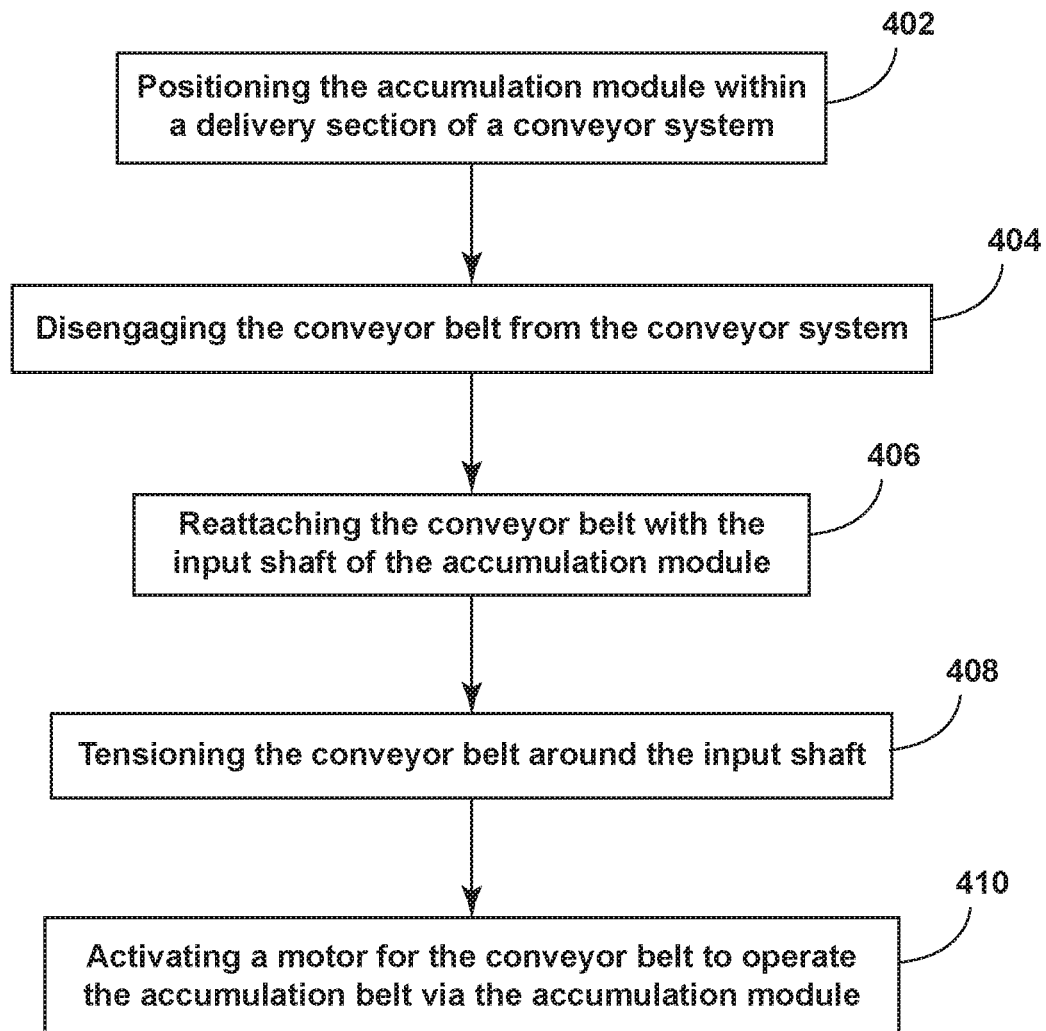 402
Positioning the accumulation module within
a delivery section of a conveyor system
404
Disengaging the conveyor belt from the conveyor system
406
Reattaching the conveyor belt with the
input shaft of the accumulation module
408
Tensioning the conveyor belt around the input shaft
410
Activating a motor for the conveyor belt to operate
the accumulation belt via the accumulation module